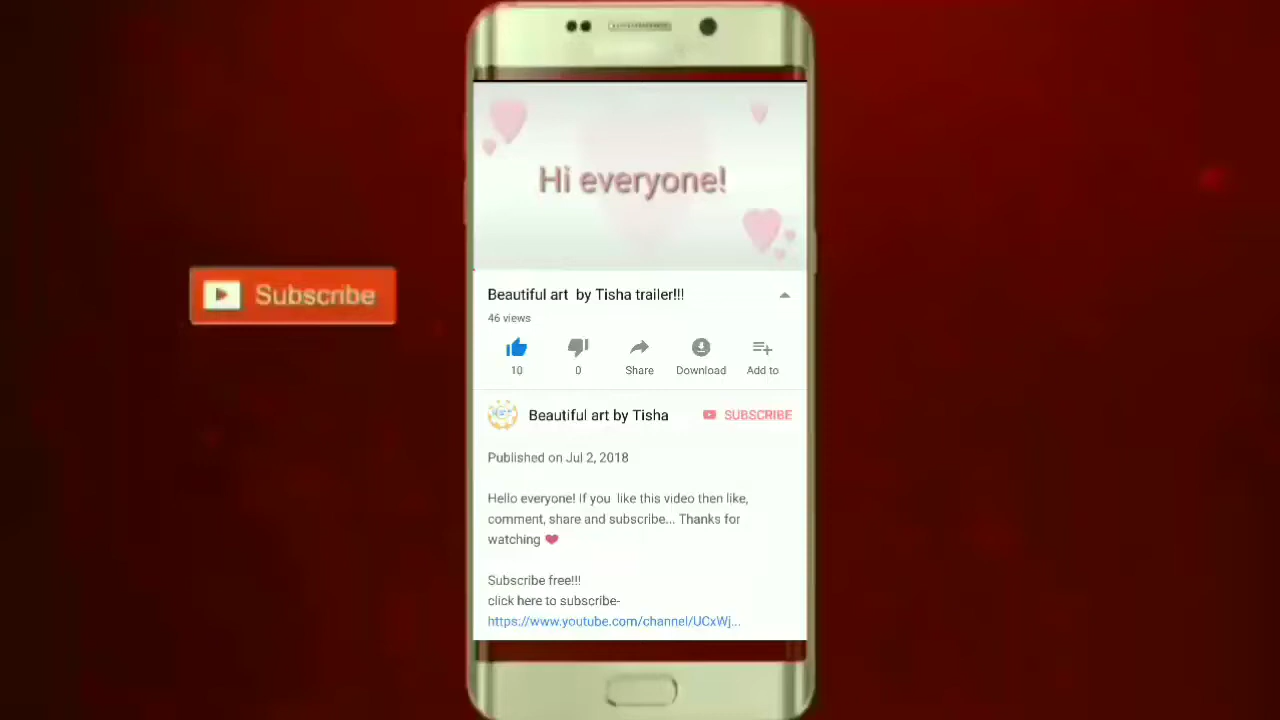 Hi everyone!
Subscribe
Beautiful art by Tisha trailer!!!
46 views
10
0
Share
Download
Add to
Beautiful art by Tisha
SUBSCRIBE
Published on Jul 2, 2018
Hello everyone! If you like this video then like,
comment, share and subscribe... Thanks for
watching ❤
Subscribe free!!!
click here to subscribe-
https://www.youtube.com/channel/UCxWj...